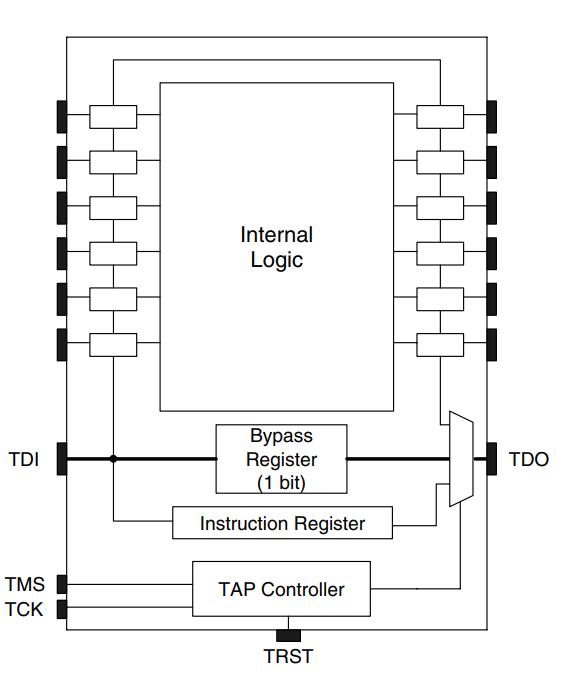 Internal
Logic
Bypass
Register
(1 bit)
TDI
TDO
Instruction Register
TAP Controller
TMS
TCK
TRST